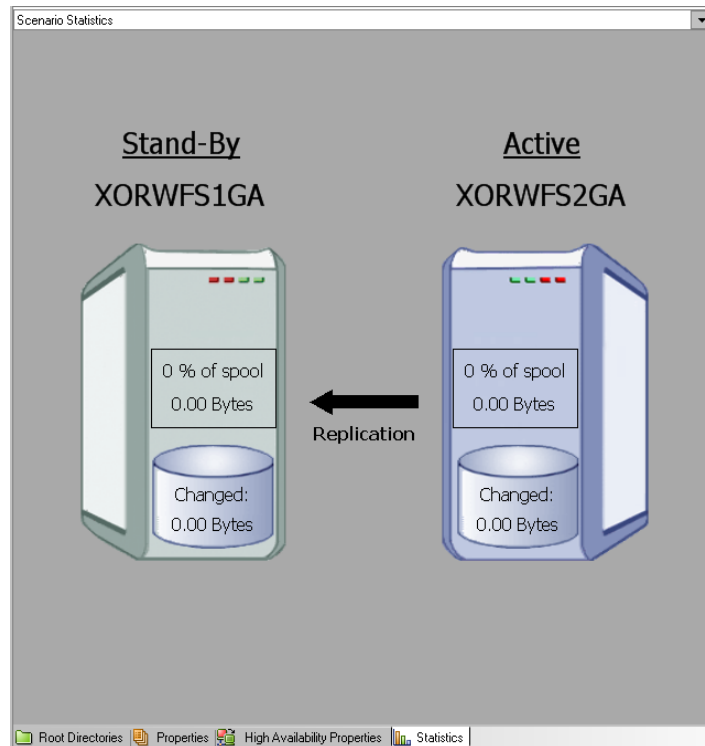 Scenario Statistics
Stand-By
XORWFS1GA
Active
XORWFS2GA
0 % of spool
0.00 Bytes
Replication
0 % of spool
0.00 Bytes
Changed:
0.00 Bytes
Changed:
0.00 Bytes
Root Directories Properties High Availability Properties Statistics